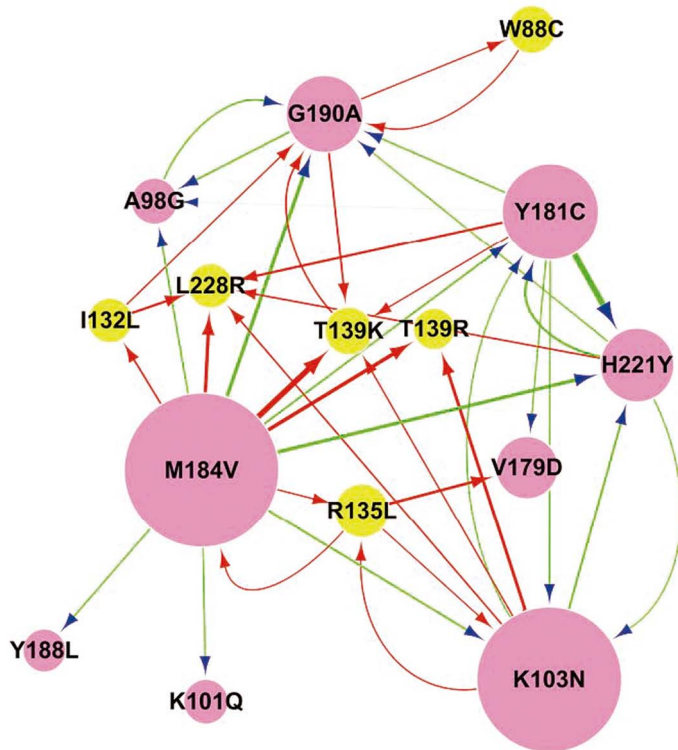 W88C
G190A
A98G
Y181C
L228R
I132L
T139K
T139R
H221Y
M184V
V179D
R135L
Y188L
K101Q
K103N